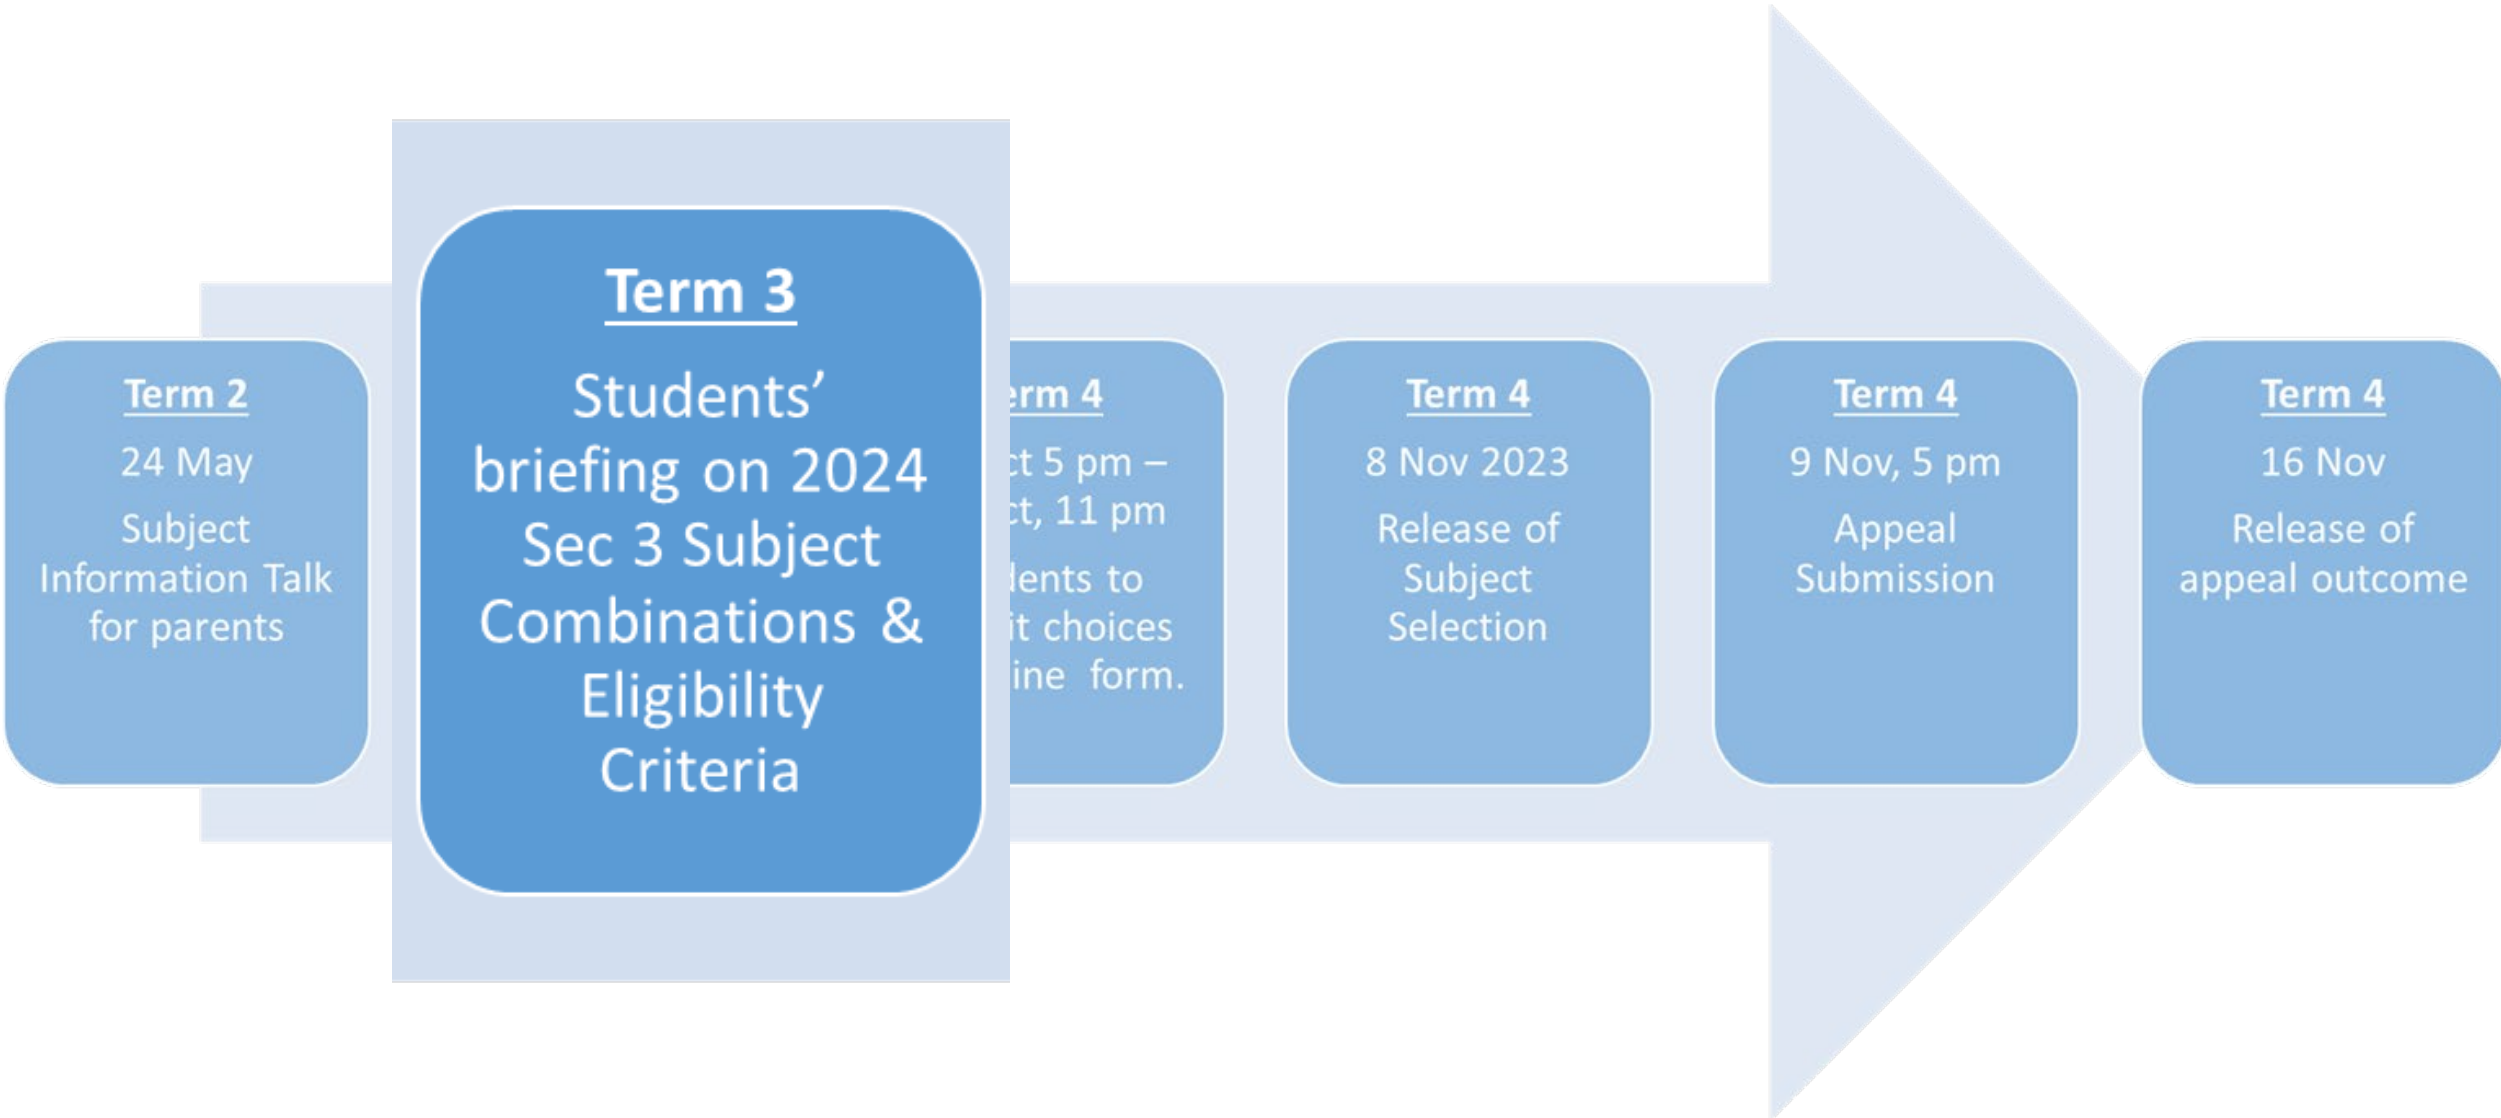 Term 2
24 May
Subject
Information Talk
for parents
Term 3
Students’
briefing on 2024
Sec 3 Subject
Combinations &
Eligibility
Criteria
4
5 pm –
11 pm
to
choices
form.
Term 4
8 Nov 2023
Release of
Subject
Selection
Term 4
9 Nov, 5 pm
Appeal
Submission
Term 4
16 Nov
Release of
appeal outcome